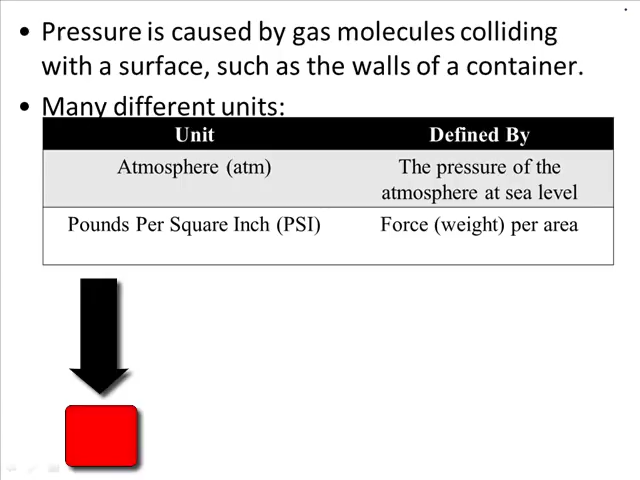 • Pressure is caused by gas molecules colliding
with a surface, such as the walls of a container.
• Many different units:
Unit Defined By
Atmosphere (atm) The pressure of the
atmosphere at sea level
Pounds Per Square Inch (PSI) Force (weight) per area